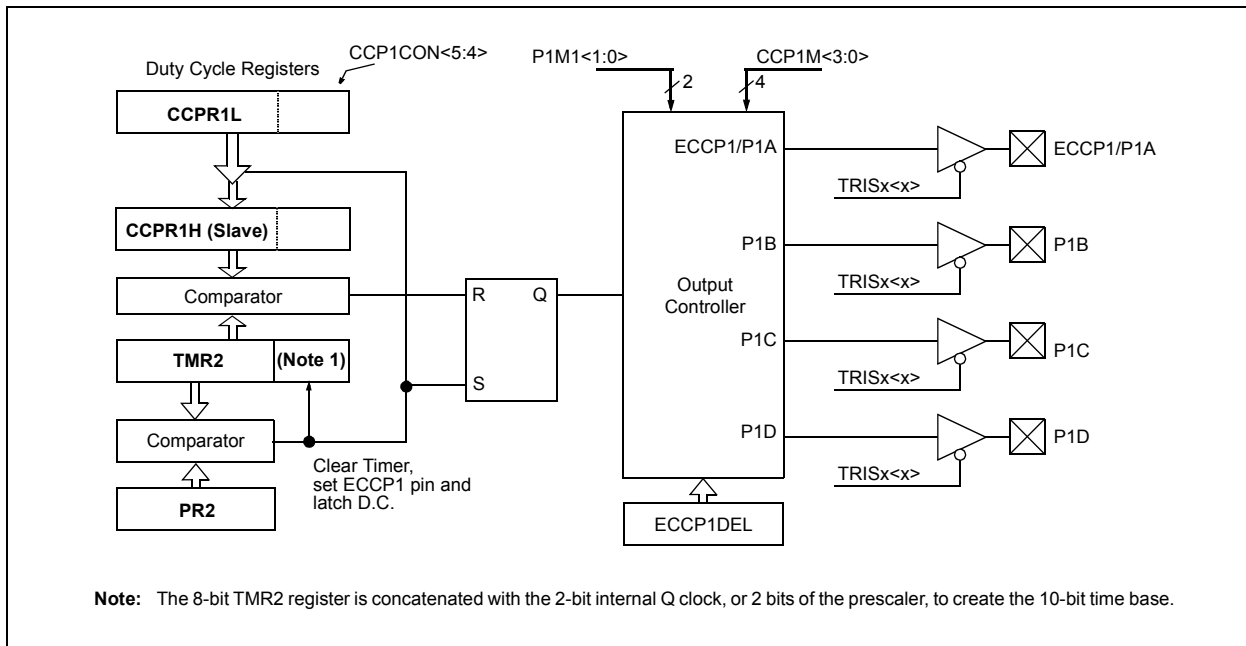 CCP1CON<5:4>
Duty Cycle Registers
CCPR1L
CCPR1H (Slave)
Comparator
TMR2
(Note 1)
Comparator
PR2
Clear Timer,
set ECCP1 pin and
latch D.C.
R
Q
S
P1M1<1:0>
2
CCP1M<3:0>
4
Output
Controller
ECCP1/P1A
P1B
P1C
P1D
ECCP1DEL
TRISx<x>
ECCP1/P1A
TRISx<x>
P1B
TRISx<x>
P1C
TRISx<x>
P1D
Note: The 8-bit TMR2 register is concatenated with the 2-bit internal Q clock, or 2 bits of the prescaler, to create the 10-bit time base.